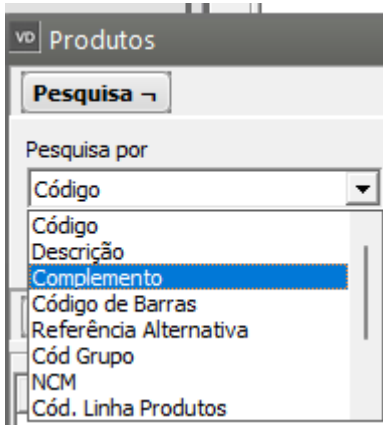 VD Produtos
Pesquisa ¬
Pesquisa por
Código
Código
Descrição
Complemento
Código de Barras
Referência Alternativa
Cód Grupo
NCM
Cód. Linha Produtos